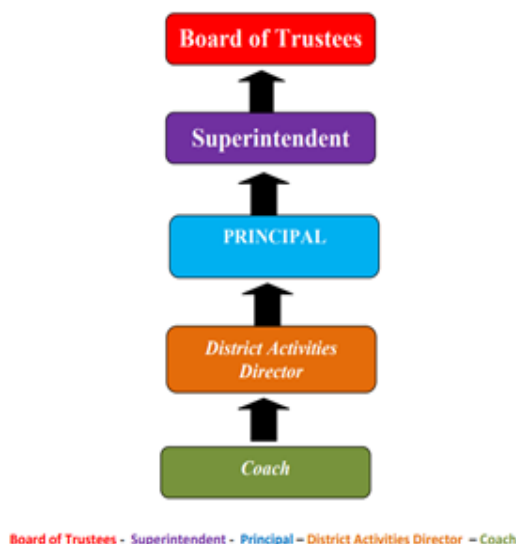 Board of Trustees
Superintendent
PRINCIPAL
District Activities
Director
Coach
Board of Trustees - Superintendent - Principal – District Activities Director – Coach